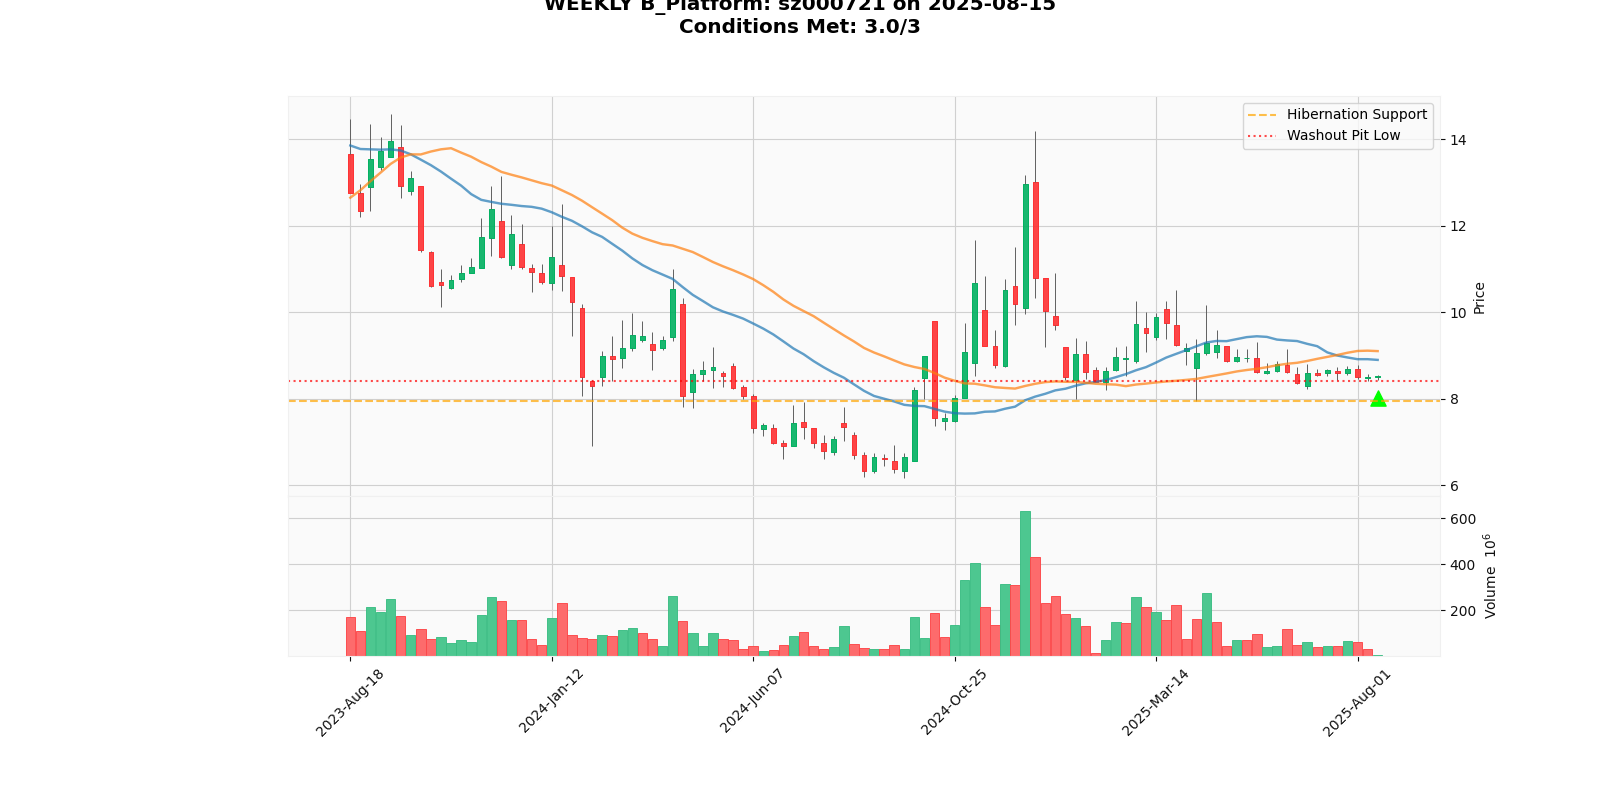 WEEKLY B_Platform: sz000721 on 2025-08-15
Conditions Met: 3.0/3
Hibernation Support
Washout Pit Low
14
12
10
8
6
Price
600
400
200
Volume 10⁶
2023-Aug-18
2024-Jan-12
2024-Jun-07
2024-Oct-25
2025-Mar-14
2025-Aug-01